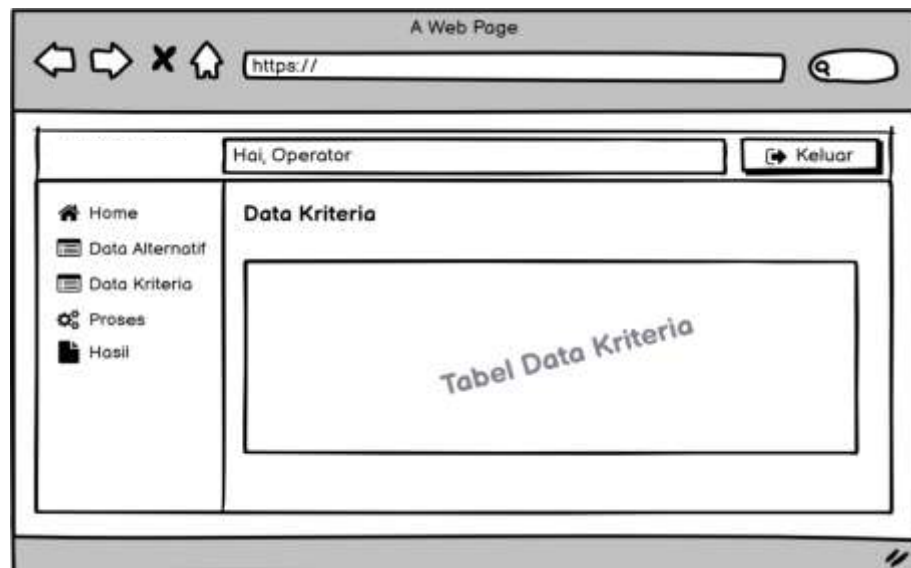 A Web Page
https://
Hai, Operator
Keluar
Home
Data Alternatif
Data Kriteria
Proses
Hasil
Data Kriteria
Tabel Data Kriteria